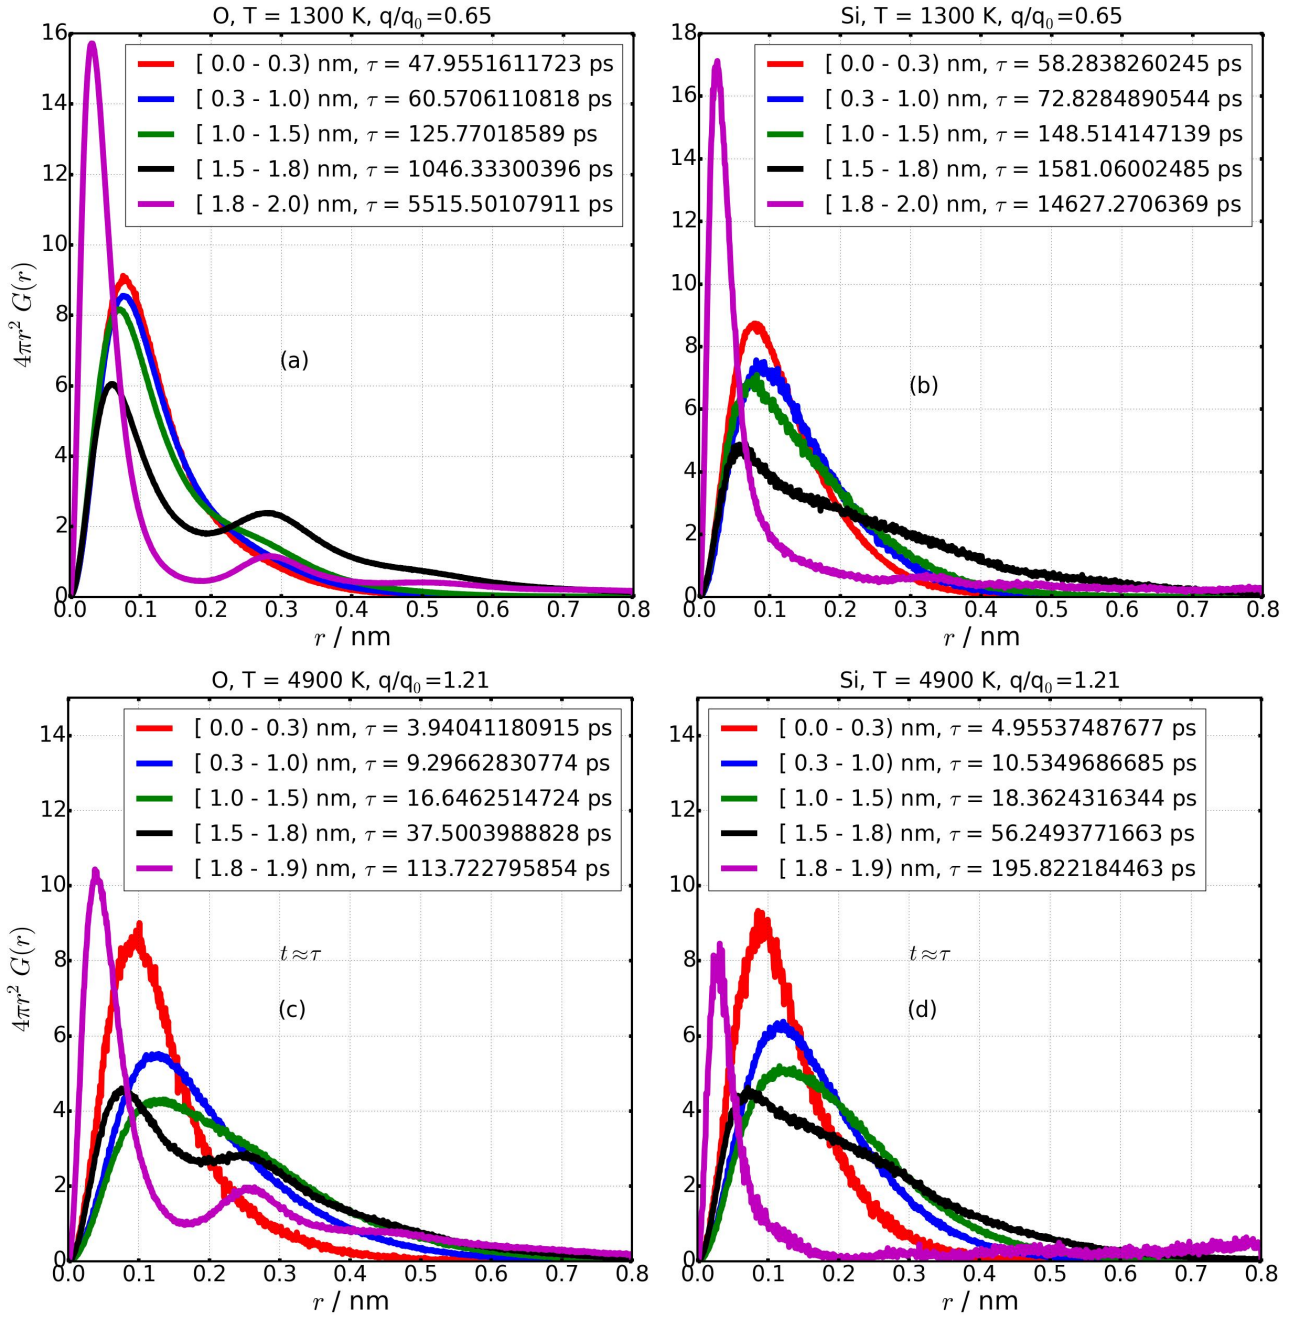 O, T = 1300 K, q/q₀=0.65
16
14
12
10
8
6
4
2
0
[ 0.0 - 0.3) nm, τ = 47.9551611723 ps
[ 0.3 - 1.0) nm, τ = 60.5706110818 ps
[ 1.0 - 1.5) nm, τ = 125.77018589 ps
[ 1.5 - 1.8) nm, τ = 1046.33300396 ps
[ 1.8 - 2.0) nm, τ = 5515.50107911 ps
4πr² G(r)
(a)
0.0 0.1 0.2 0.3 0.4 0.5 0.6 0.7 0.8
r / nm
Si, T = 1300 K, q/q₀=0.65
18
16
14
12
10
8
6
4
2
0
[ 0.0 - 0.3) nm, τ = 58.2838260245 ps
[ 0.3 - 1.0) nm, τ = 72.8284890544 ps
[ 1.0 - 1.5) nm, τ = 148.514147139 ps
[ 1.5 - 1.8) nm, τ = 1581.06002485 ps
[ 1.8 - 2.0) nm, τ = 14627.2706369 ps
(b)
0.0 0.1 0.2 0.3 0.4 0.5 0.6 0.7 0.8
r / nm
O, T = 4900 K, q/q₀=1.21
14
12
10
8
6
4
2
0
[ 0.0 - 0.3) nm, τ = 3.94041180915 ps
[ 0.3 - 1.0) nm, τ = 9.29662830774 ps
[ 1.0 - 1.5) nm, τ = 16.6462514724 ps
[ 1.5 - 1.8) nm, τ = 37.5003988828 ps
[ 1.8 - 1.9) nm, τ = 113.722795854 ps
4πr² G(r)
t≈τ
(c)
0.0 0.1 0.2 0.3 0.4 0.5 0.6 0.7 0.8
r / nm
Si, T = 4900 K, q/q₀=1.21
14
12
10
8
6
4
2
0
[ 0.0 - 0.3) nm, τ = 4.95537487677 ps
[ 0.3 - 1.0) nm, τ = 10.5349686685 ps
[ 1.0 - 1.5) nm, τ = 18.3624316344 ps
[ 1.5 - 1.8) nm, τ = 56.2493771663 ps
[ 1.8 - 1.9) nm, τ = 195.822184463 ps
t≈τ
(d)
0.0 0.1 0.2 0.3 0.4 0.5 0.6 0.7 0.8
r / nm